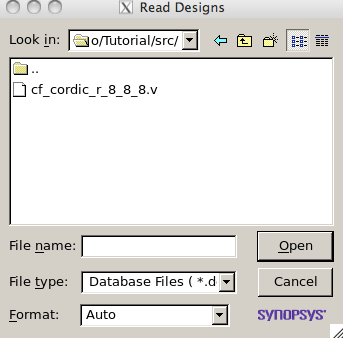 Read Designs
Look in: o/Tutorial/src/
..
cf_cordic_r_8_8_8.v
File name: Open
File type: Database Files ( *.d Cancel
Format: Auto SYNOPSYS®